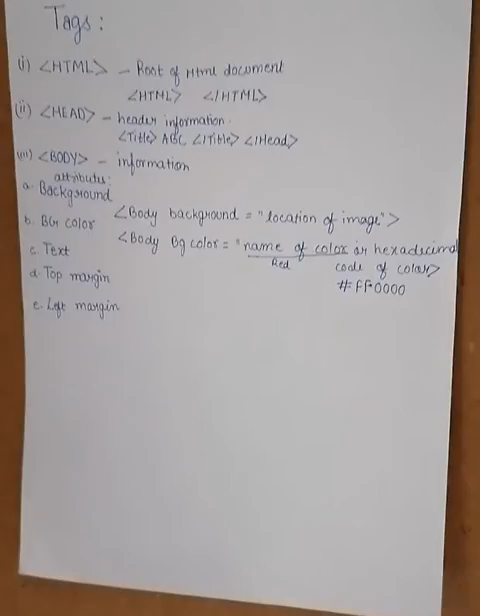 Tags:
(i) <HTML> - Root of Html document
<HTML> </HTML>
(ii) <HEAD> - header information.
<Title> ABC </Title> </Head>
(iii) <BODY> - information
attributes:
a. Background
<Body background = "location of image">
b. BG color
<Body Bg color = "name of color or hexadecimal
c. Text
Red code of color>
d. Top margin
#FF0000
e. Left margin